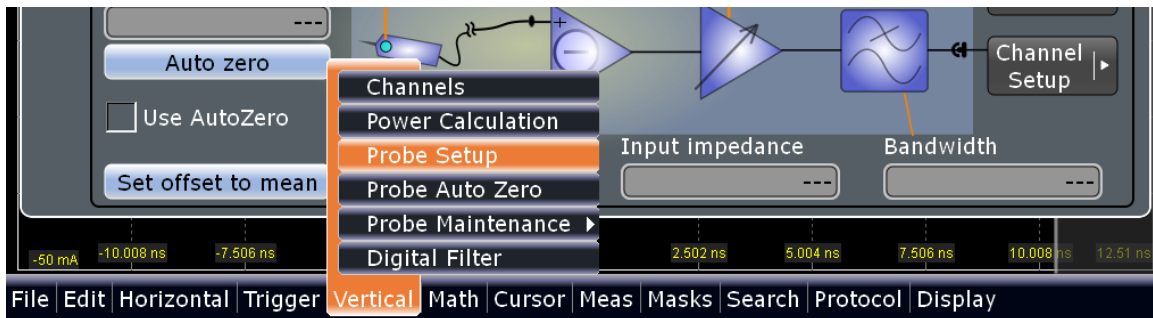 ---
Auto zero
Use AutoZero
Set offset to mean
Channel
Setup
Input impedance
---
Bandwidth
---
Channels
Power Calculation
Probe Setup
Probe Auto Zero
Probe Maintenance
Digital Filter
-50 mA -10.008 ns -7.506 ns 2.502 ns 5.004 ns 7.506 ns 10.008 ns 12.51 ns
File Edit Horizontal Trigger Vertical Math Cursor Meas Masks Search Protocol Display